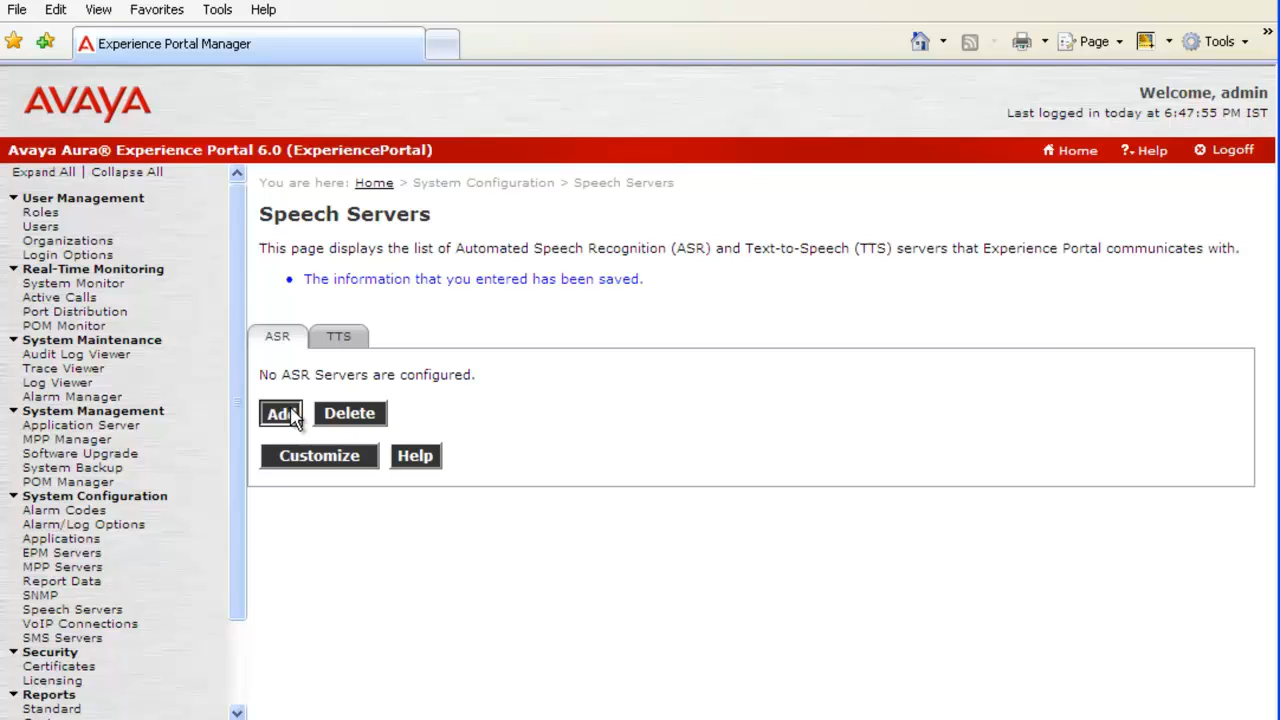 File Edit View Favorites Tools Help
Experience Portal Manager
Page Tools »
AVAYA
Welcome, admin
Last logged in today at 6:47:55 PM IST
Avaya Aura® Experience Portal 6.0 (ExperiencePortal)
Home ?Help Logoff
Expand All | Collapse All
User Management
Roles
Users
Organizations
Login Options
Real-Time Monitoring
System Monitor
Active Calls
Port Distribution
POM Monitor
System Maintenance
Audit Log Viewer
Trace Viewer
Log Viewer
Alarm Manager
System Management
Application Server
MPP Manager
Software Upgrade
System Backup
POM Manager
System Configuration
Alarm Codes
Alarm/Log Options
Applications
EPM Servers
MPP Servers
Report Data
SNMP
Speech Servers
VoIP Connections
SMS Servers
Security
Certificates
Licensing
Reports
Standard
You are here: Home > System Configuration > Speech Servers
Speech Servers
This page displays the list of Automated Speech Recognition (ASR) and Text-to-Speech (TTS) servers that Experience Portal communicates with.
• The information that you entered has been saved.
ASR TTS
No ASR Servers are configured.
Add Delete
Customize Help